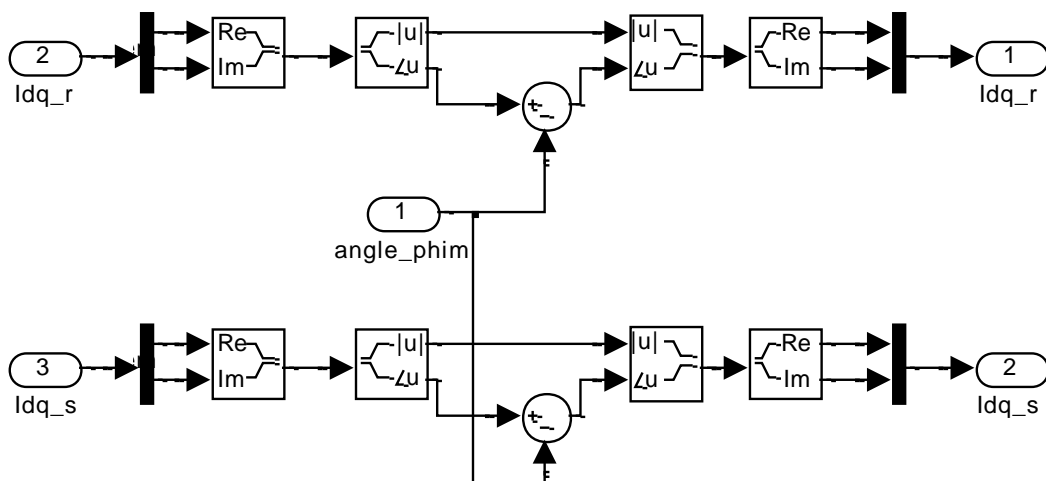 Re |u| |u| Re
2 1
Im ∠u ∠u Im
Idq_r Idq_r
+ -
1
angle_phim
Re |u| |u| Re
3 2
Im ∠u ∠u Im
Idq_s Idq_s
+ -